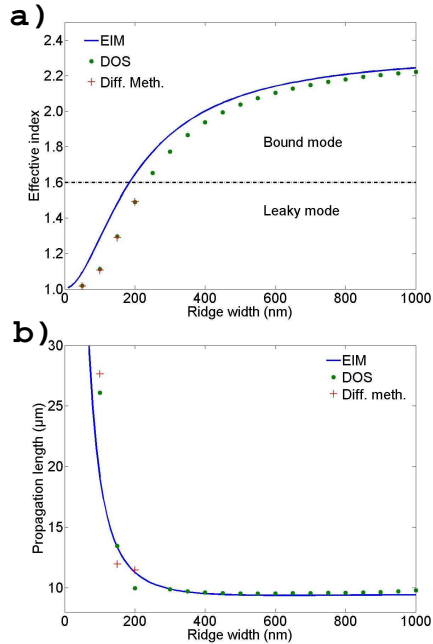 a)
EIM
DOS
Diff. Meth.
2.4
2.2
2.0
1.8
1.6
1.4
1.2
1.0
Effective index
Bound mode
Leaky mode
0 200 400 600 800 1000
Ridge width (nm)
b)
EIM
DOS
Diff. meth.
30
25
20
15
10
Propagation length (µm)
0 200 400 600 800 1000
Ridge width (nm)